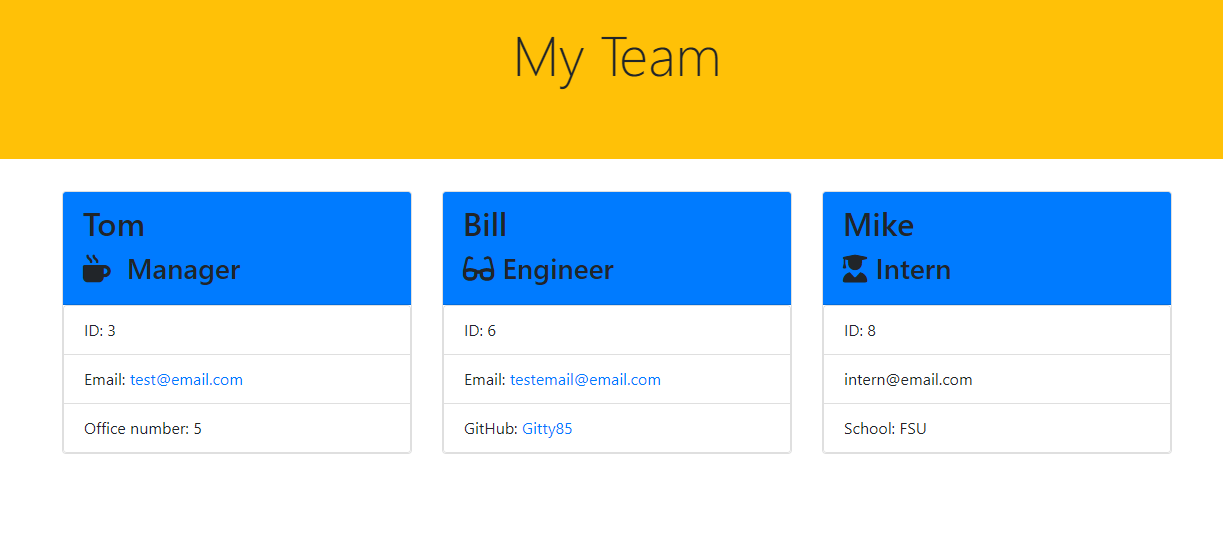 My Team
Tom
Manager
ID: 3
Email: test@email.com
Office number: 5
Bill
Engineer
ID: 6
Email: testemail@email.com
GitHub: Gitty85
Mike
Intern
ID: 8
intern@email.com
School: FSU